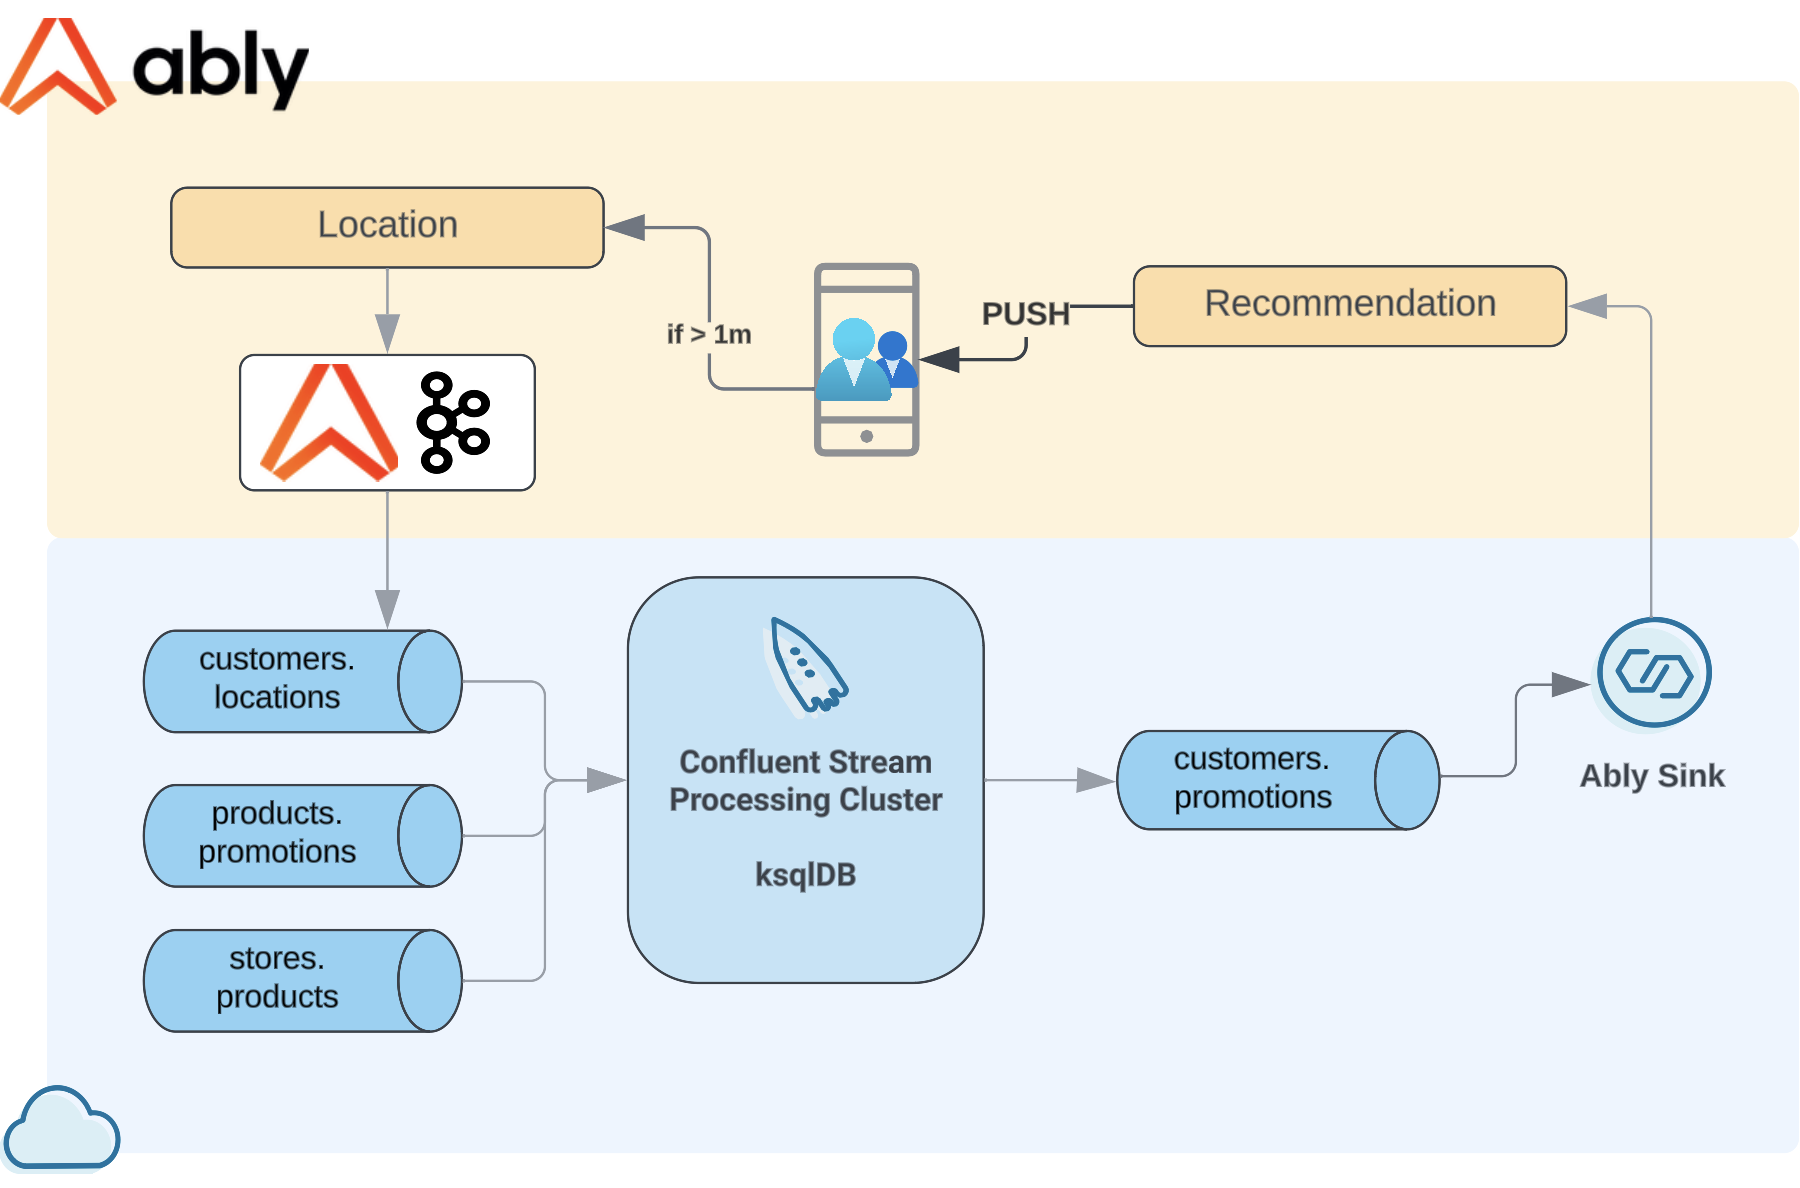 ably
Location
if > 1m
PUSH
Recommendation
customers.
locations
products.
promotions
stores.
products
Confluent Stream
Processing Cluster
ksqlDB
customers.
promotions
Ably Sink